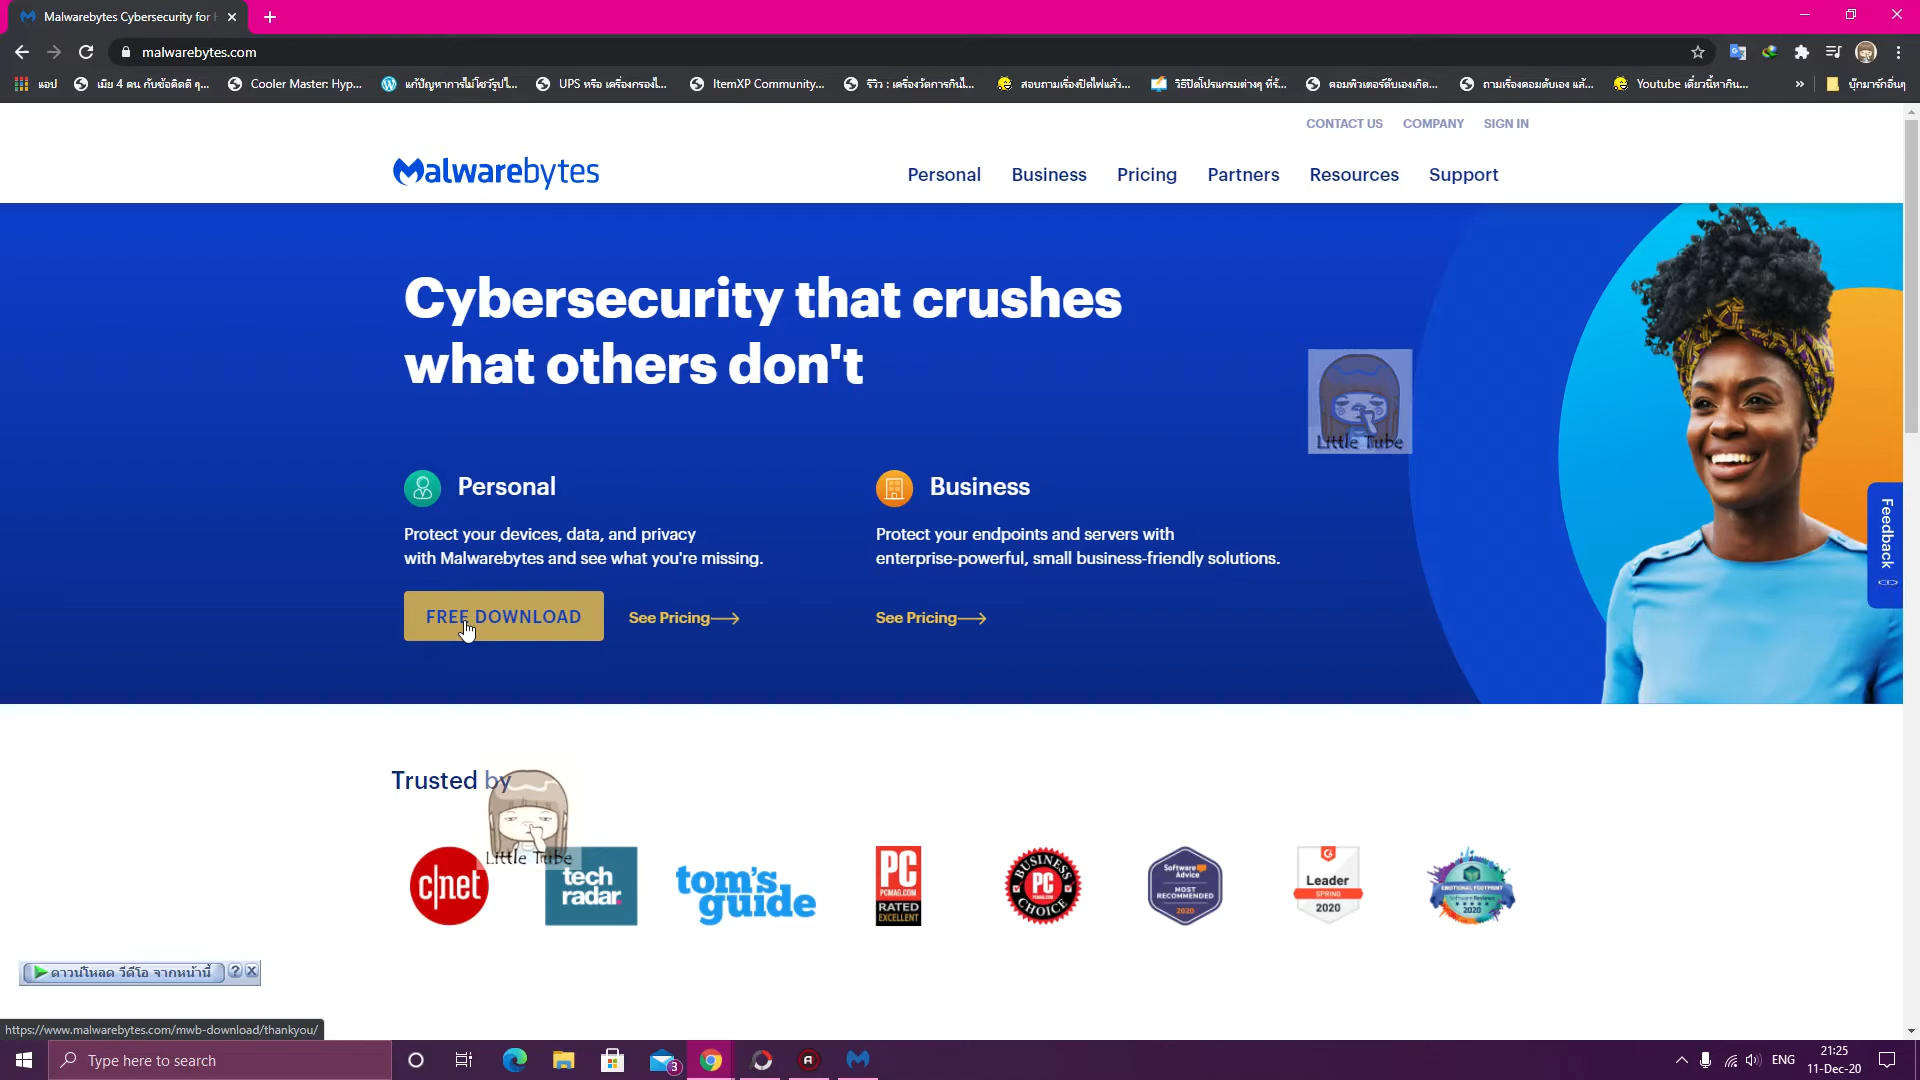 Malwarebytes Cybersecurity for H
malwarebytes.com
แอป
เมีย 4 คน กับข้อคิดดี ๆ...
Cooler Master: Hyp...
แก้ปัญหาการไม่โชว์รูปใ...
UPS หรือ เครื่องกรองไ...
ItemXP Community...
รีวิว : เครื่องวัดการกินไ...
สอบถามเรื่องปิดไฟแล้ว...
วิธีปิดโปรแกรมต่างๆ ที่รั...
คอมพิวเตอร์ดับเองเกิด...
ถามเรื่องคอมดับเอง แล้...
Youtube เดี๋ยวนี้หากิน...
»
บุ๊กมาร์กอื่นๆ
CONTACT US
COMPANY
SIGN IN
Malwarebytes
Personal
Business
Pricing
Partners
Resources
Support
Cybersecurity that crushes
what others don't
Little Tube
Personal
Protect your devices, data, and privacy
with Malwarebytes and see what you're missing.
FREE DOWNLOAD
See Pricing
Business
Protect your endpoints and servers with
enterprise-powerful, small business-friendly solutions.
See Pricing
Feedback
Trusted by
Little Tube
c|net
tech
radar.
tom's
guide
PC
PCMAG.COM
RATED
EXCELLENT
BUSINESS
PC
CHOICE
Software Advice
MOST
RECOMMENDED
2020
G
Leader
SPRING
2020
EMOTIONAL FOOTPRINT
Software Reviews
2020
ดาวน์โหลด วีดีโอ จากหน้านี้
?
https://www.malwarebytes.com/mwb-download/thankyou/
Type here to search
3
ENG
21:25
11-Dec-20